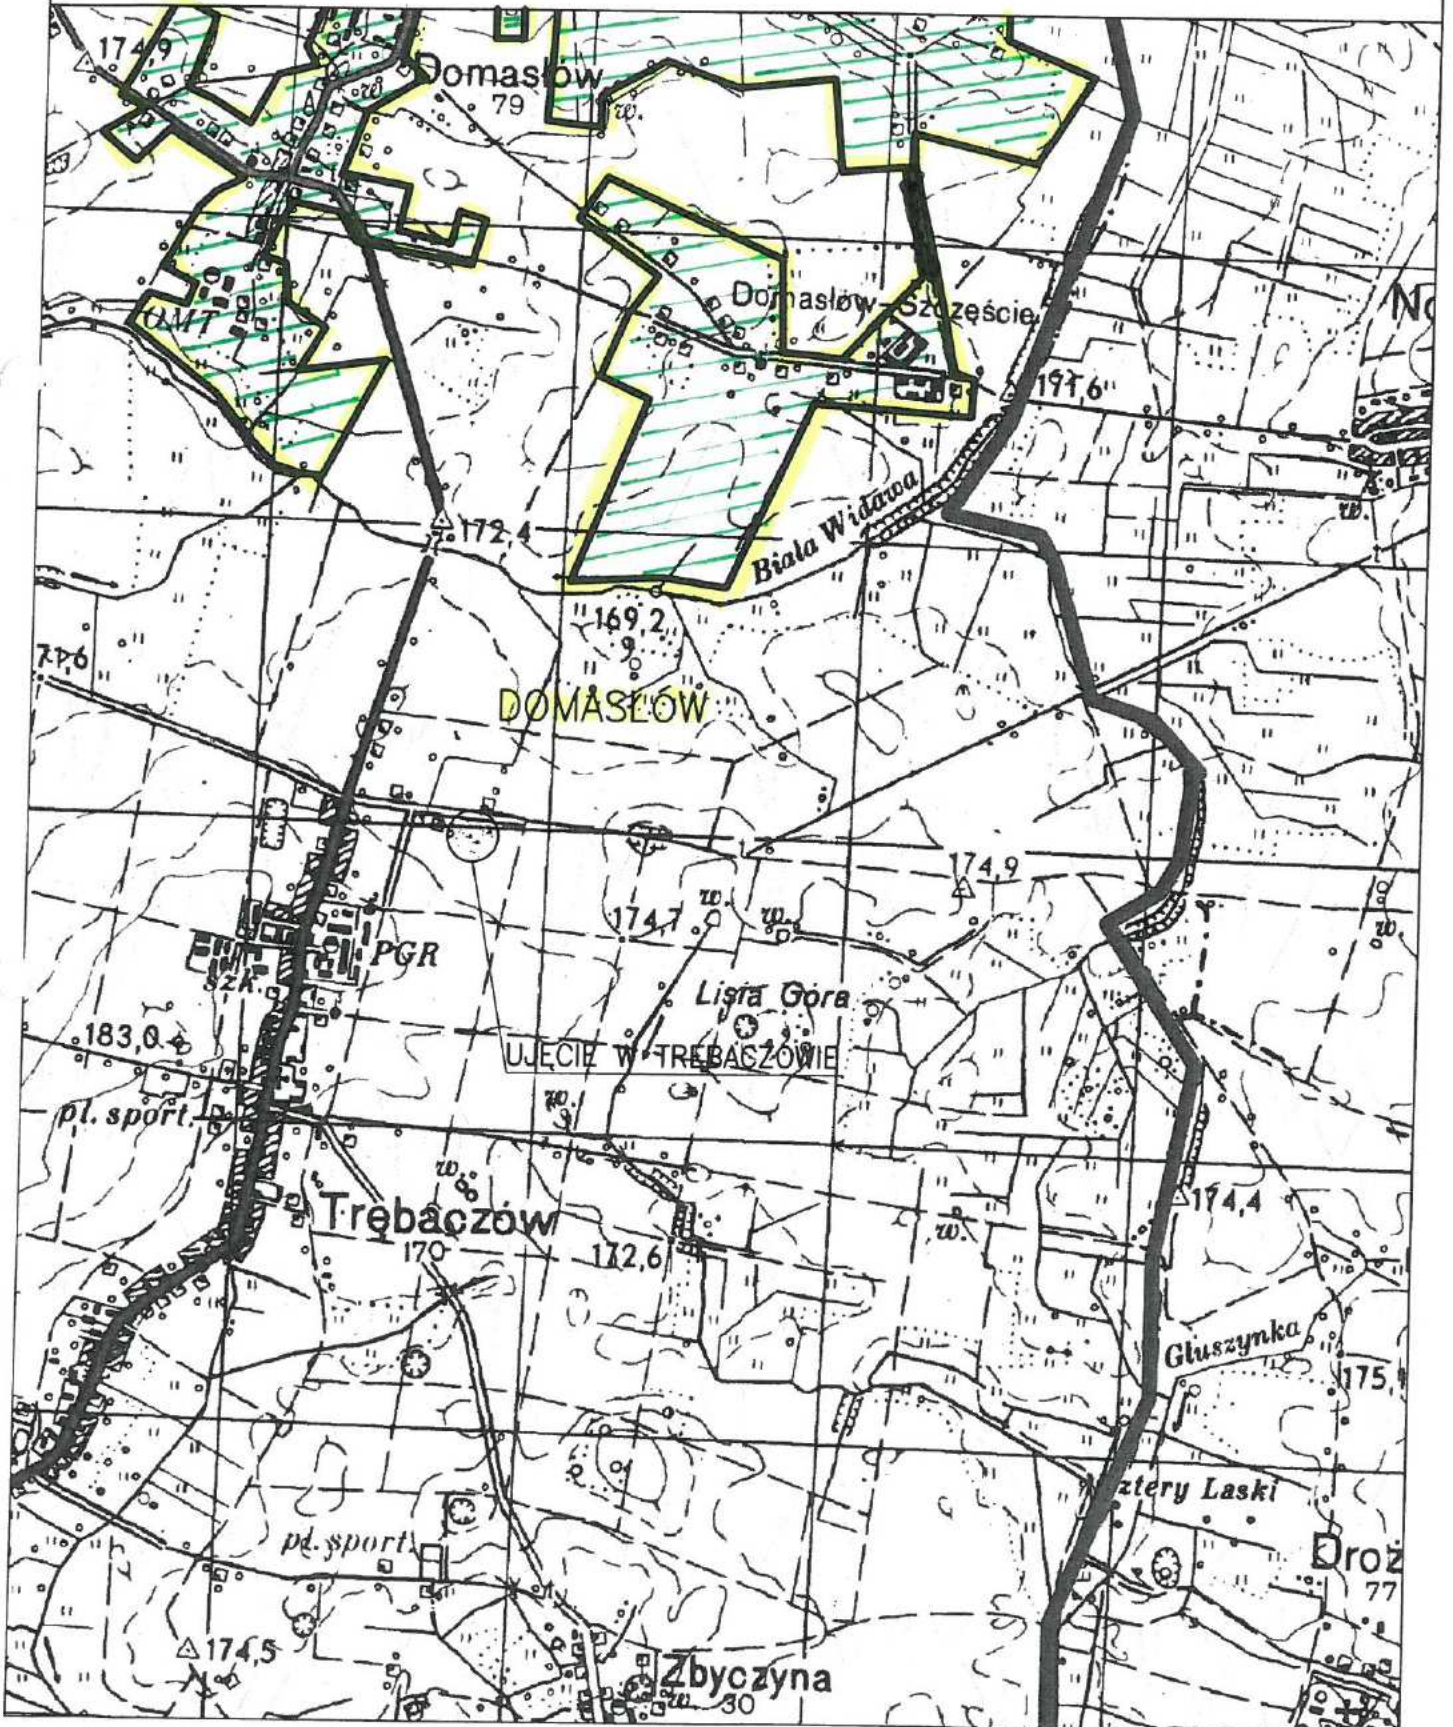 174,9
Domasłów
79
w.
w.
Domasłów-Szczęście
OMT
171,6
w.
Biała Widawa
172,4
169,2
DOMASŁÓW
174,9
w.
174,7
w.
w.
PGR
szk.
Lisia Góra
183,0
UJĘCIE W TRĘBACZOWIE
w.
pl. sport.
w.
174,4
Trębaczów
170
w.
172,6
Głuszynka
175,
ztery Laski
pl. sport.
Droż
77
174,5
Zbyczyna
w. 30